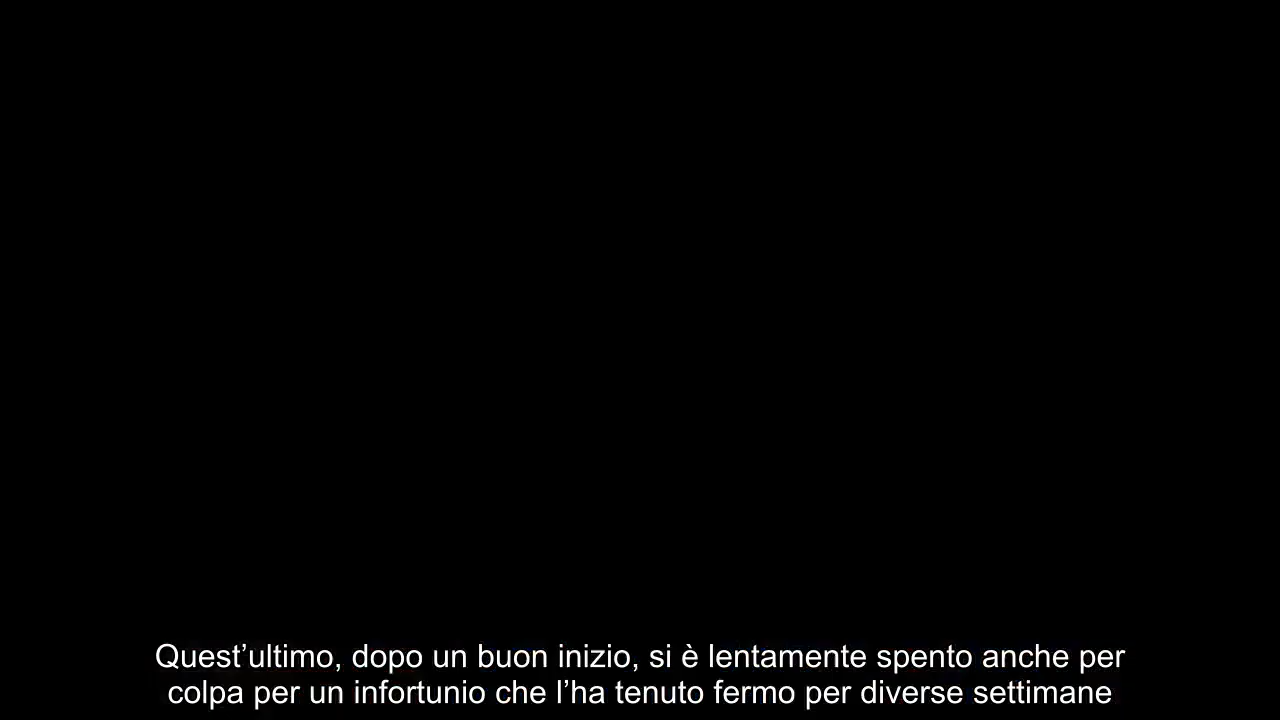 Quest’ultimo, dopo un buon inizio, si è lentamente spento anche per
colpa per un infortunio che l’ha tenuto fermo per diverse settimane